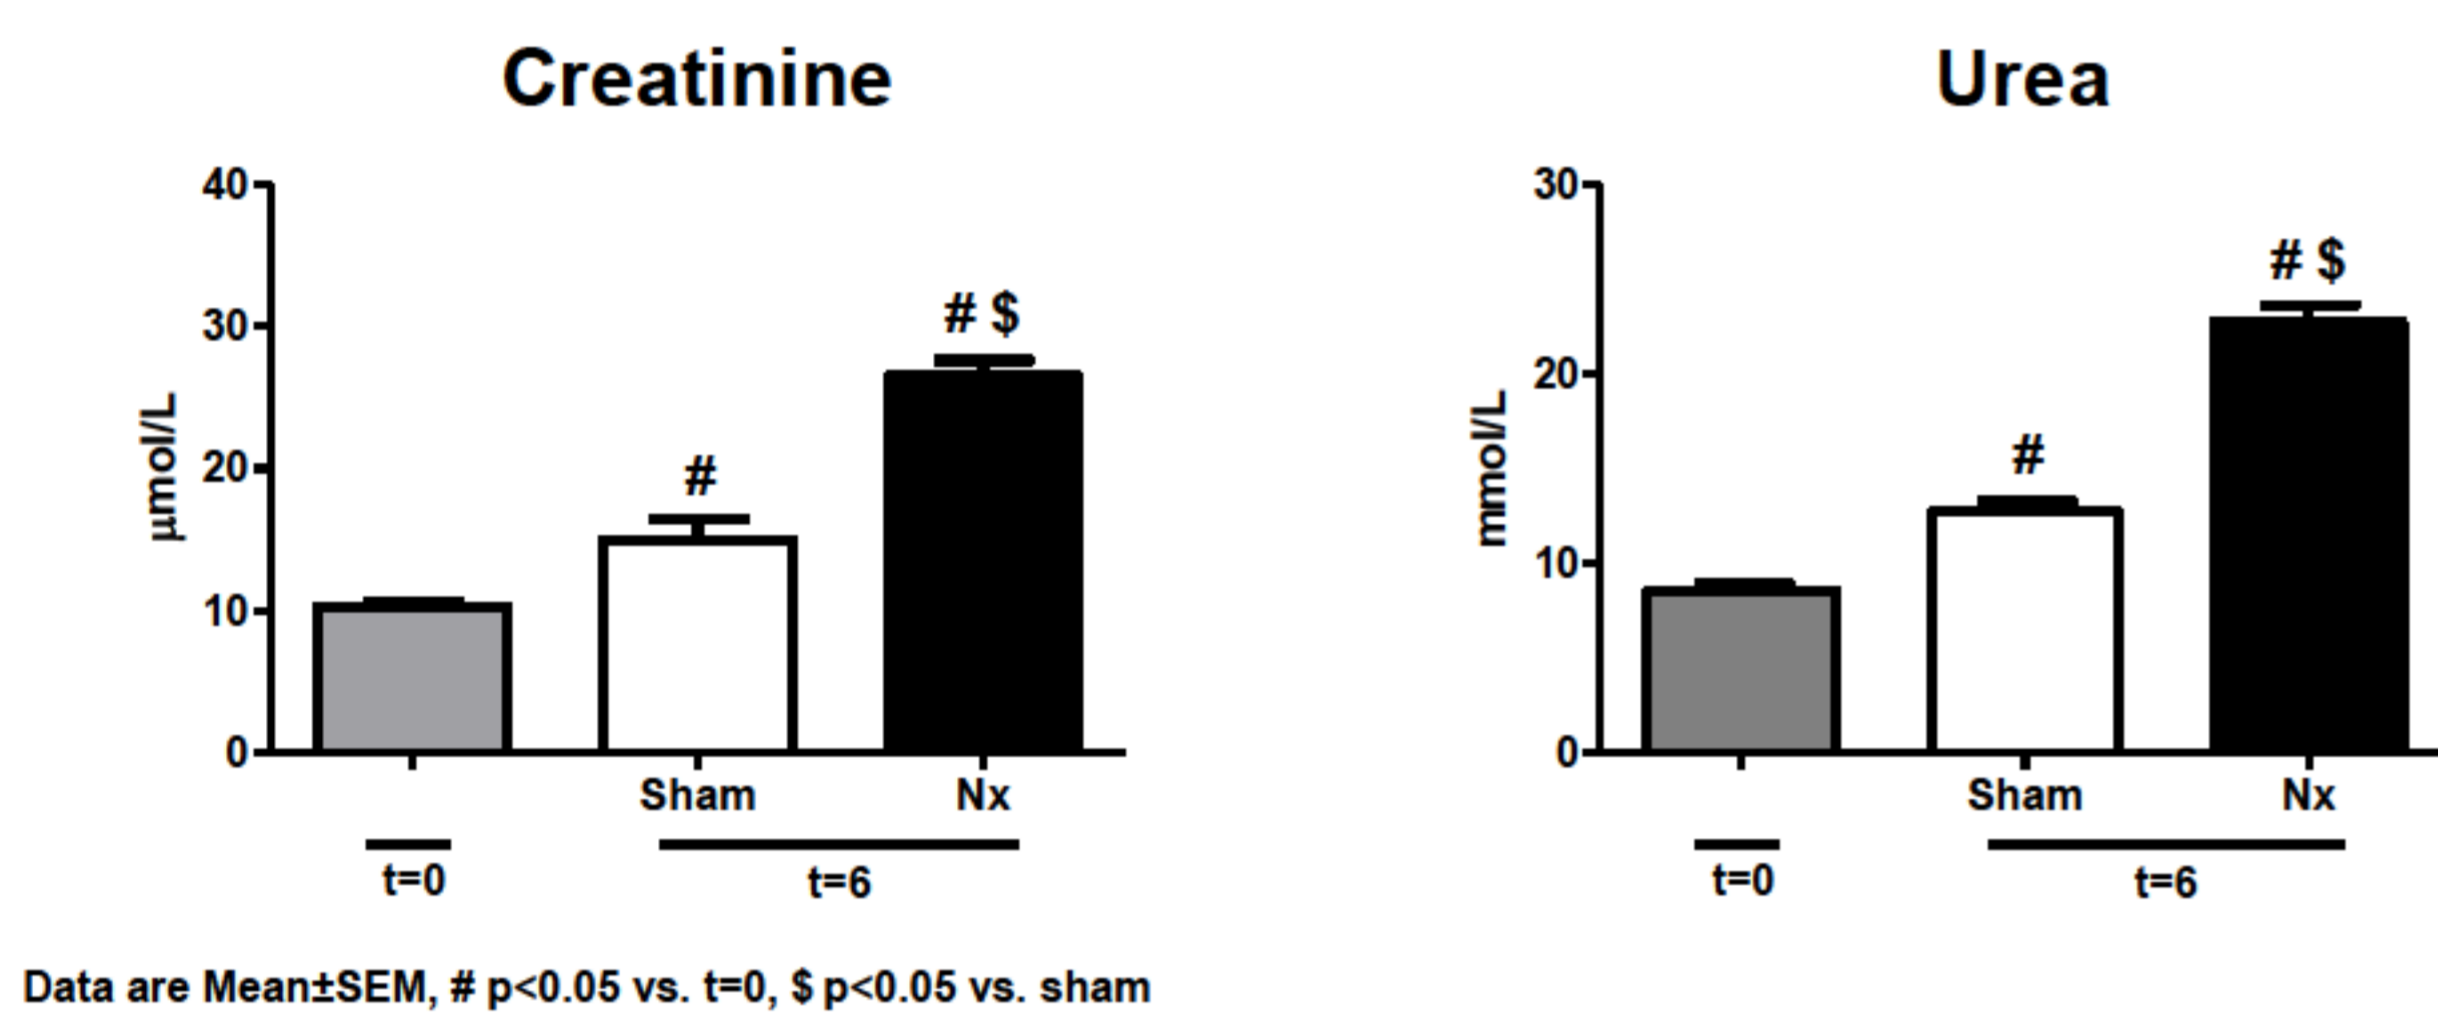 Creatinine
40
30
20
10
0
µmol/L
#
# $
Sham
Nx
t=0
t=6
Urea
30
20
10
0
mmol/L
#
# $
Sham
Nx
t=0
t=6
Data are Mean±SEM, # p<0.05 vs. t=0, $ p<0.05 vs. sham